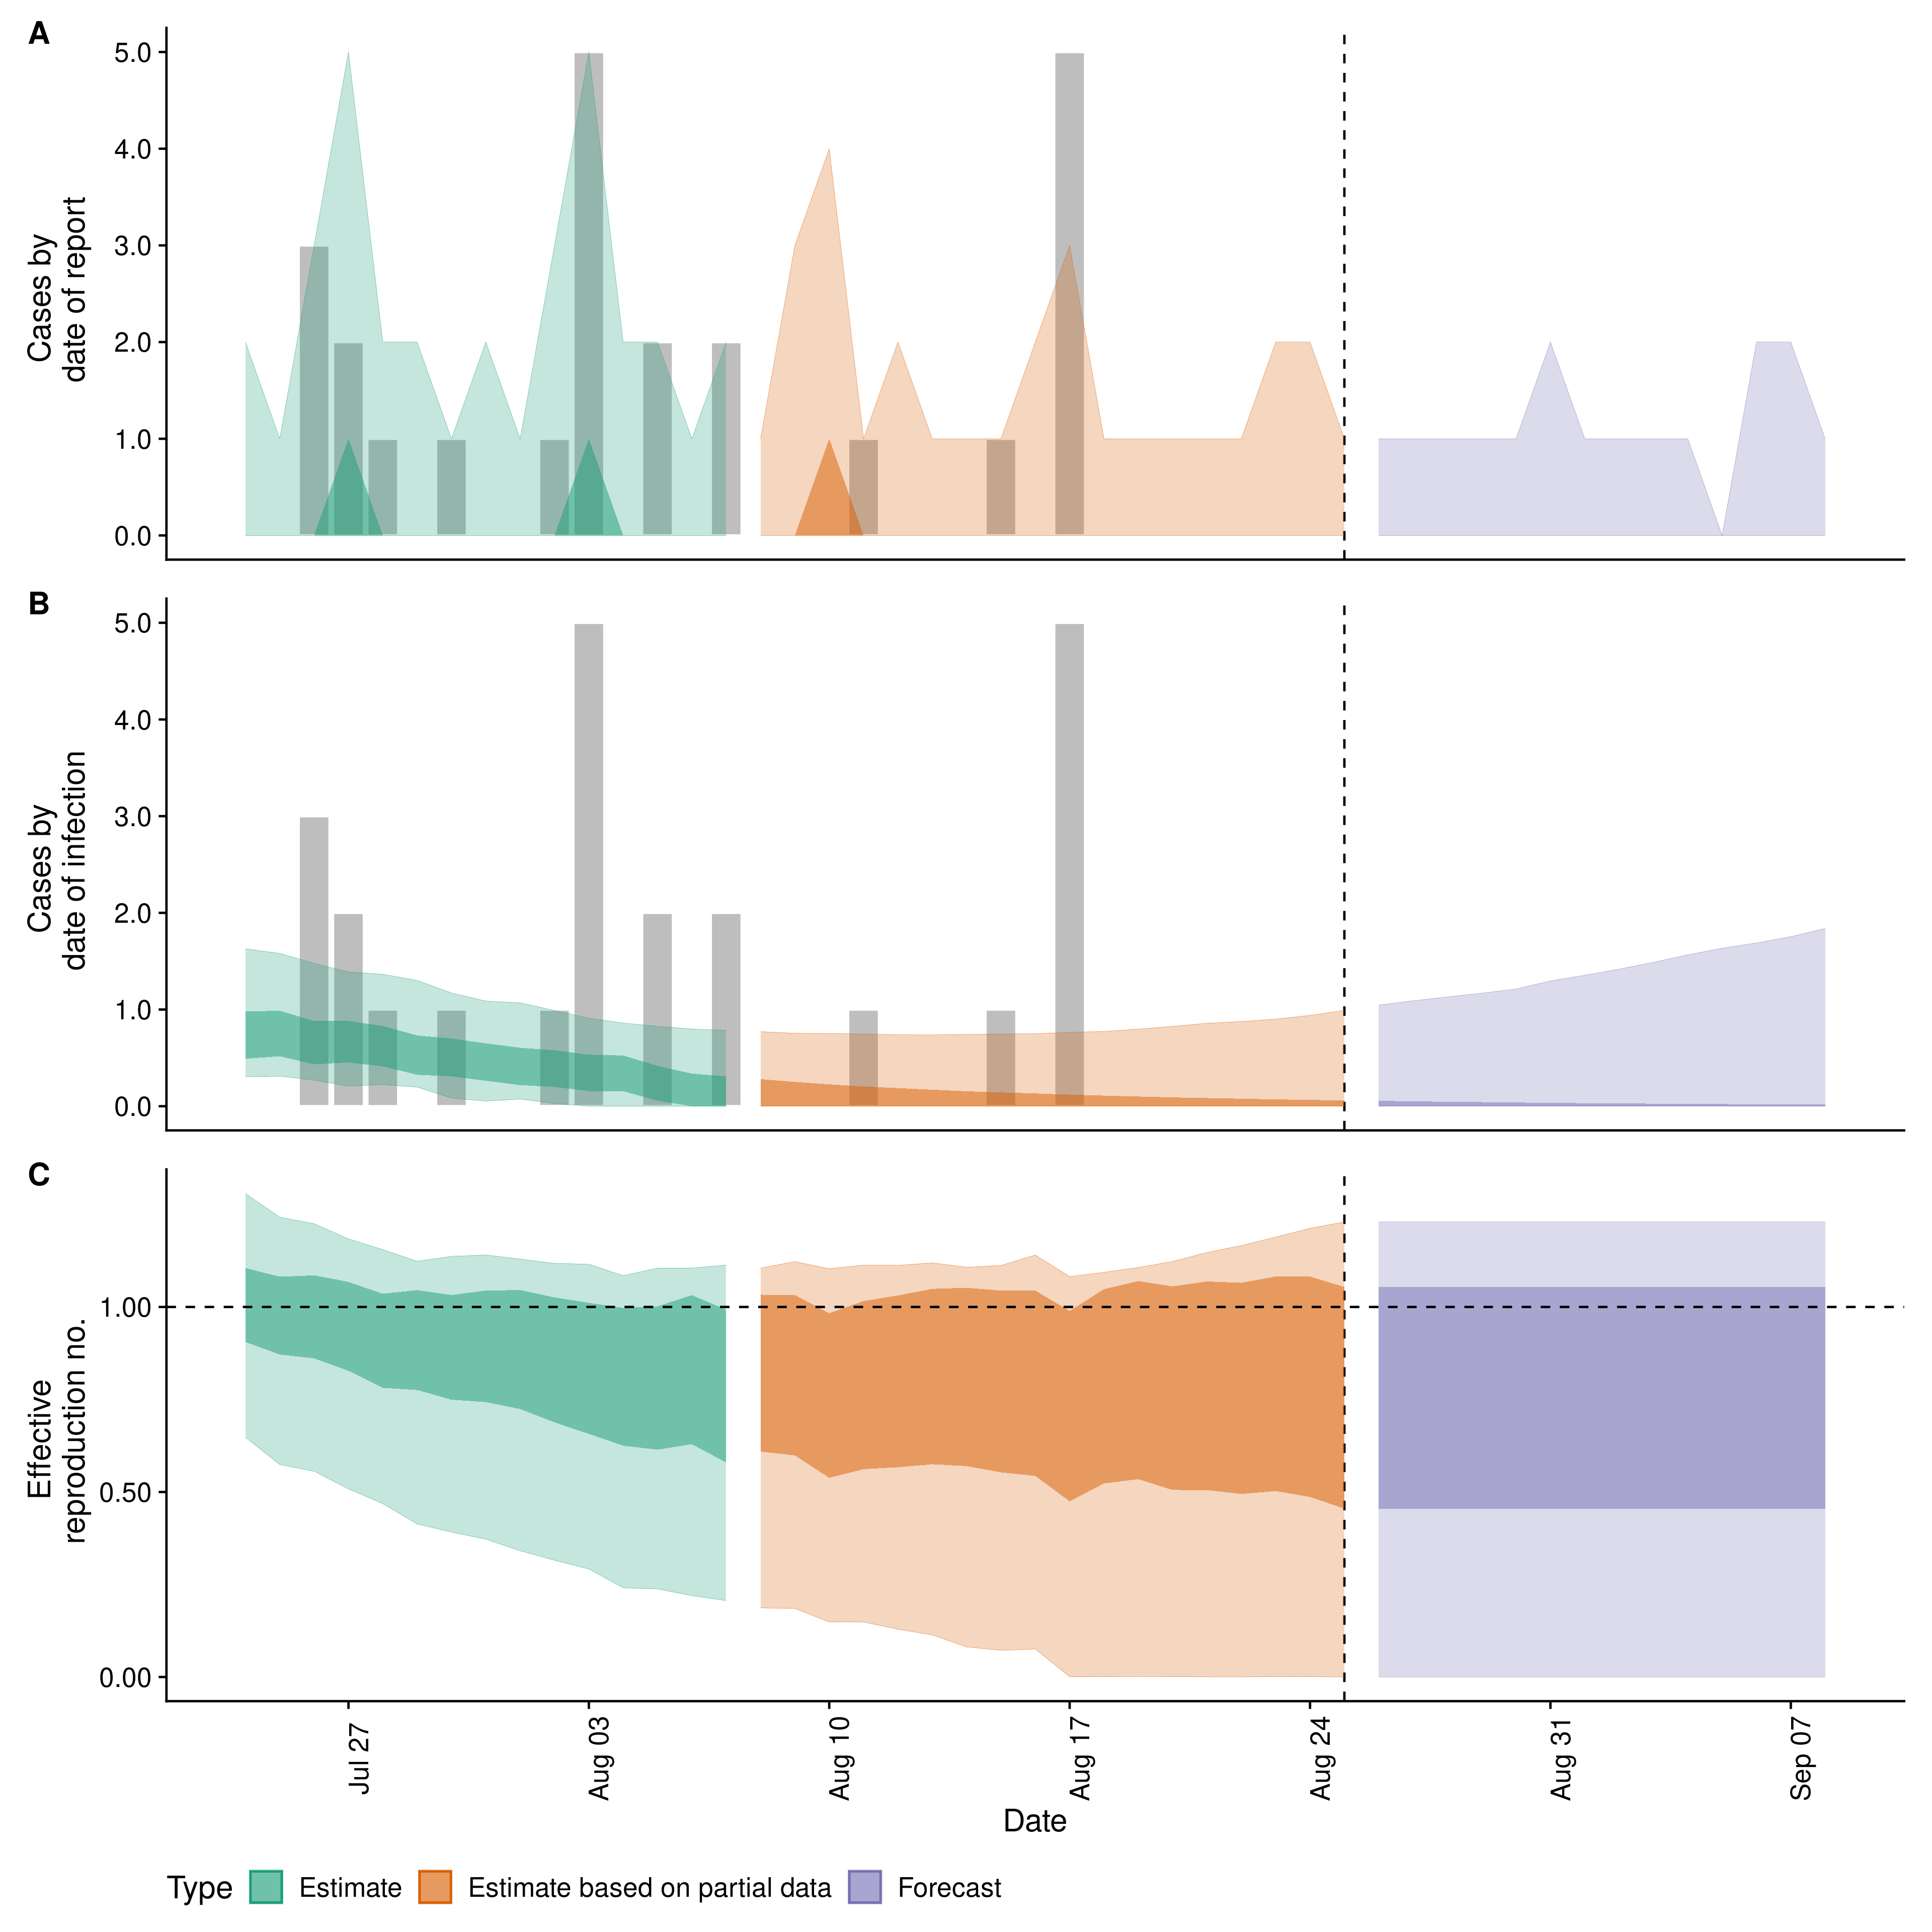 A
5.0
4.0
3.0
2.0
1.0
0.0
Cases by
date of report
B
5.0
4.0
3.0
2.0
1.0
0.0
Cases by
date of infection
C
1.00
0.50
0.00
Effective
reproduction no.
Jul 27
Aug 03
Aug 10
Aug 17
Aug 24
Aug 31
Sep 07
Date
Type
Estimate
Estimate based on partial data
Forecast